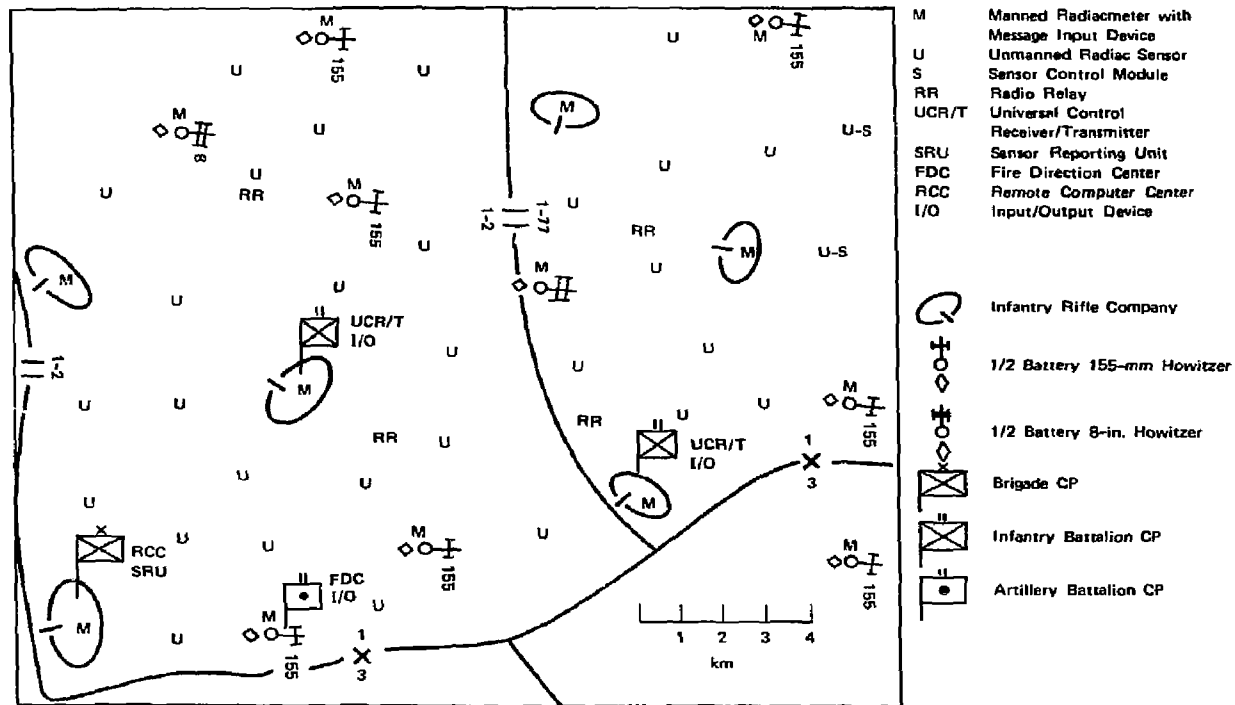 M
155
U
M
155
U
U
M
8
U
M
U
U-S
U
U
U
RR
M
155
U
U
1-2
1-77
RR
M
U-S
U
U
M
U
U
M
UCR/T
I/O
1-2
U
U
U
M
U
U
U
U
M
155
RR
U
RR
UCR/T
I/O
1
3
U
U
U
M
U
U
U
RCC
SRU
M
155
M
155
FDC
I/O
U
M
U
M
155
1
3
1 2 3 4
km
M Manned Radiacmeter with
Message Input Device
U Unmanned Radiac Sensor
S Sensor Control Module
RR Radio Relay
UCR/T Universal Control
Receiver/Transmitter
SRU Sensor Reporting Unit
FDC Fire Direction Center
RCC Remote Computer Center
I/O Input/Output Device
Infantry Rifle Company
1/2 Battery 155-mm Howitzer
1/2 Battery 8-in. Howitzer
Brigade CP
Infantry Battalion CP
Artillery Battalion CP